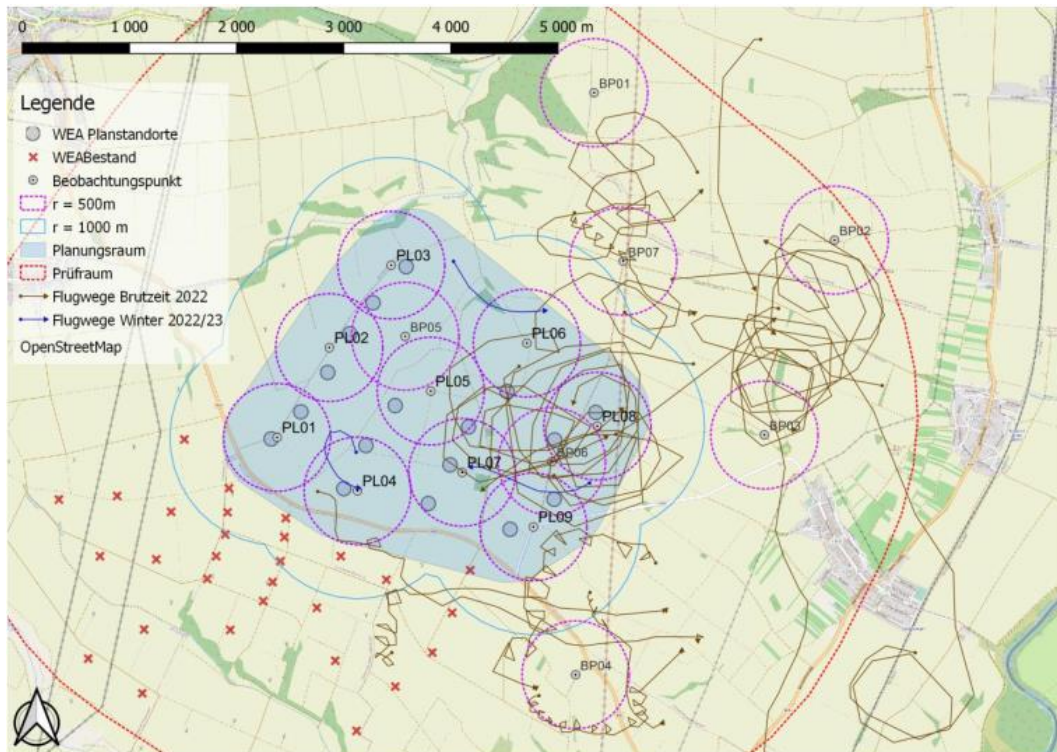 0 1 000 2 000 3 000 4 000 5 000 m
Legende
WEA Planstandorte
WEABestand
Beobachtungspunkt
r = 500m
r = 1000 m
Planungsraum
Prüfraum
Flugwege Brutzeit 2022
Flugwege Winter 2022/23
OpenStreetMap
BP01
BP02
BP07
PL03
PL02
BP05
PL06
PL05
PL01
PL08
BP03
PL07
BP06
PL04
PL09
BP04